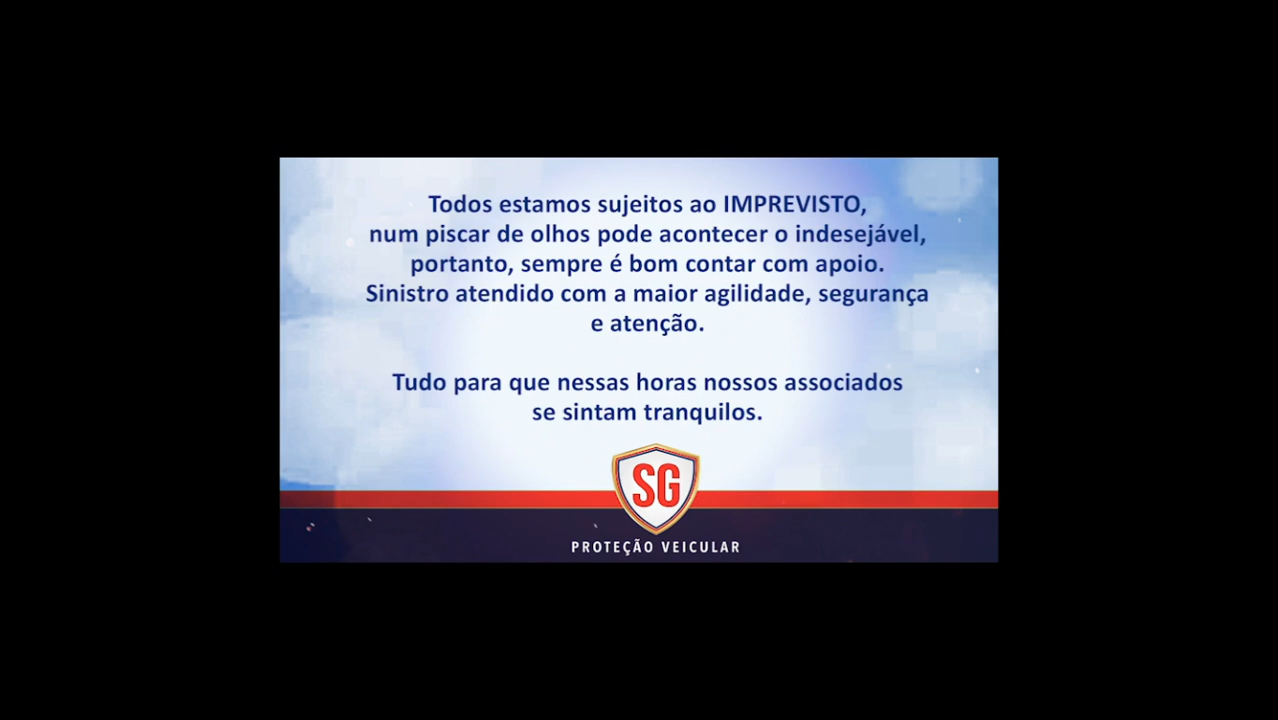 Todos estamos sujeitos ao IMPREVISTO,
num piscar de olhos pode acontecer o indesejável,
portanto, sempre é bom contar com apoio.
Sinistro atendido com a maior agilidade, segurança
e atenção.
Tudo para que nessas horas nossos associados
se sintam tranquilos.
SG
PROTEÇÃO VEICULAR